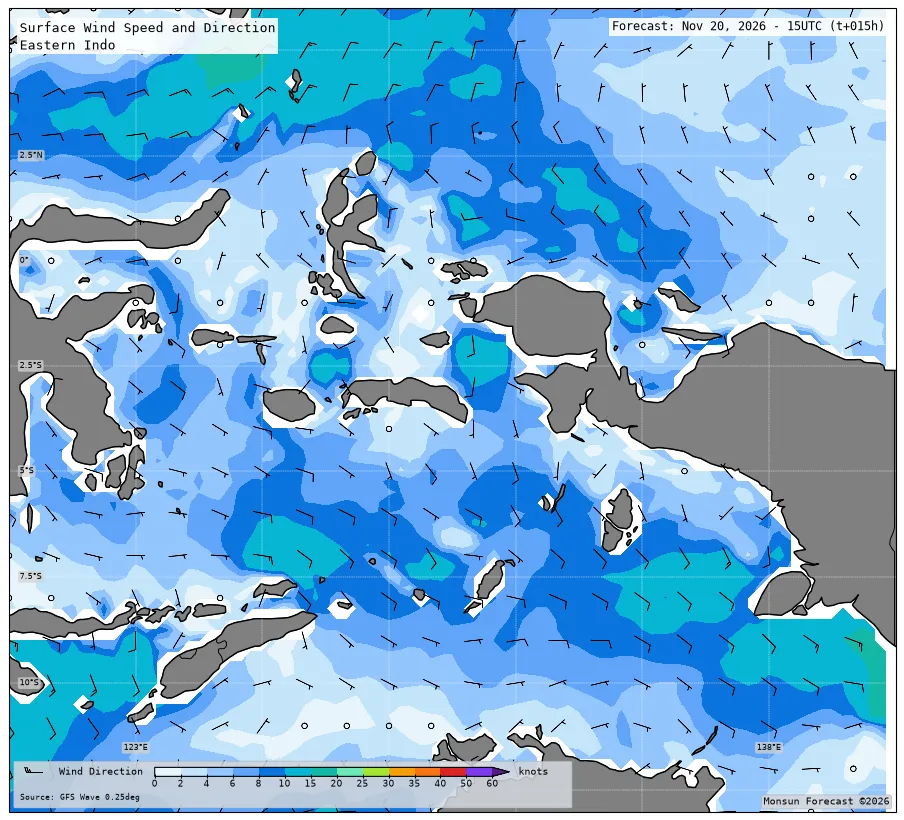 Surface Wind Speed and Direction
Eastern Indo
Forecast: Nov 20, 2026 - 15UTC (t+015h)
2.5°N
0°
2.5°S
5°S
7.5°S
10°S
123°E
138°E
Wind Direction
0 2 4 6 8 10 15 20 25 30 35 40 50 60
knots
Source: GFS Wave 0.25deg
Monsun Forecast ©2026